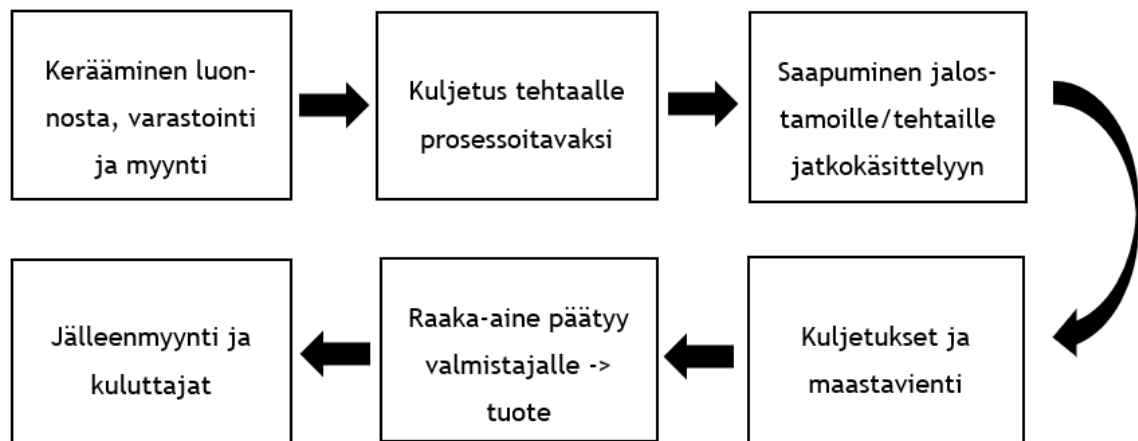 Kerääminen luon-
nosta, varastointi
ja myynti
Kuljetus tehtaalle
prosessoitavaksi
Saapuminen jalos-
tamoille/tehtaille
jatkokäsittelyyn
Kuljetukset ja
maastavienti
Raaka-aine päätyy
valmistajalle ->
tuote
Jälleenmyynti ja
kuluttajat